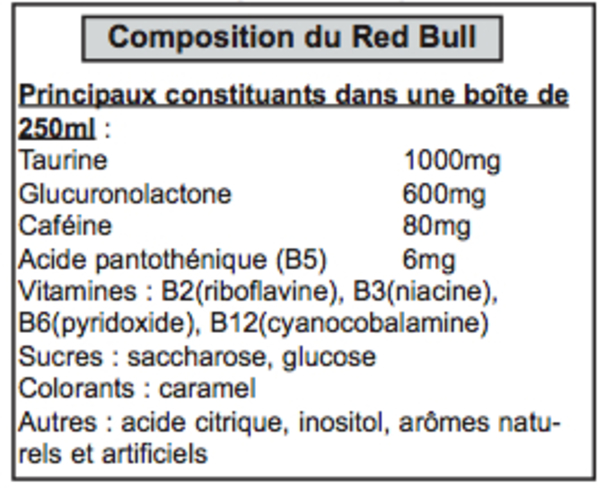 Composition du Red Bull
Principaux constituants dans une boîte de
250ml :
Taurine 1000mg
Glucuronolactone 600mg
Caféine 80mg
Acide pantothénique (B5) 6mg
Vitamines : B2(riboflavine), B3(niacine),
B6(pyridoxide), B12(cyanocobalamine)
Sucres : saccharose, glucose
Colorants : caramel
Autres : acide citrique, inositol, arômes natu-
rels et artificiels